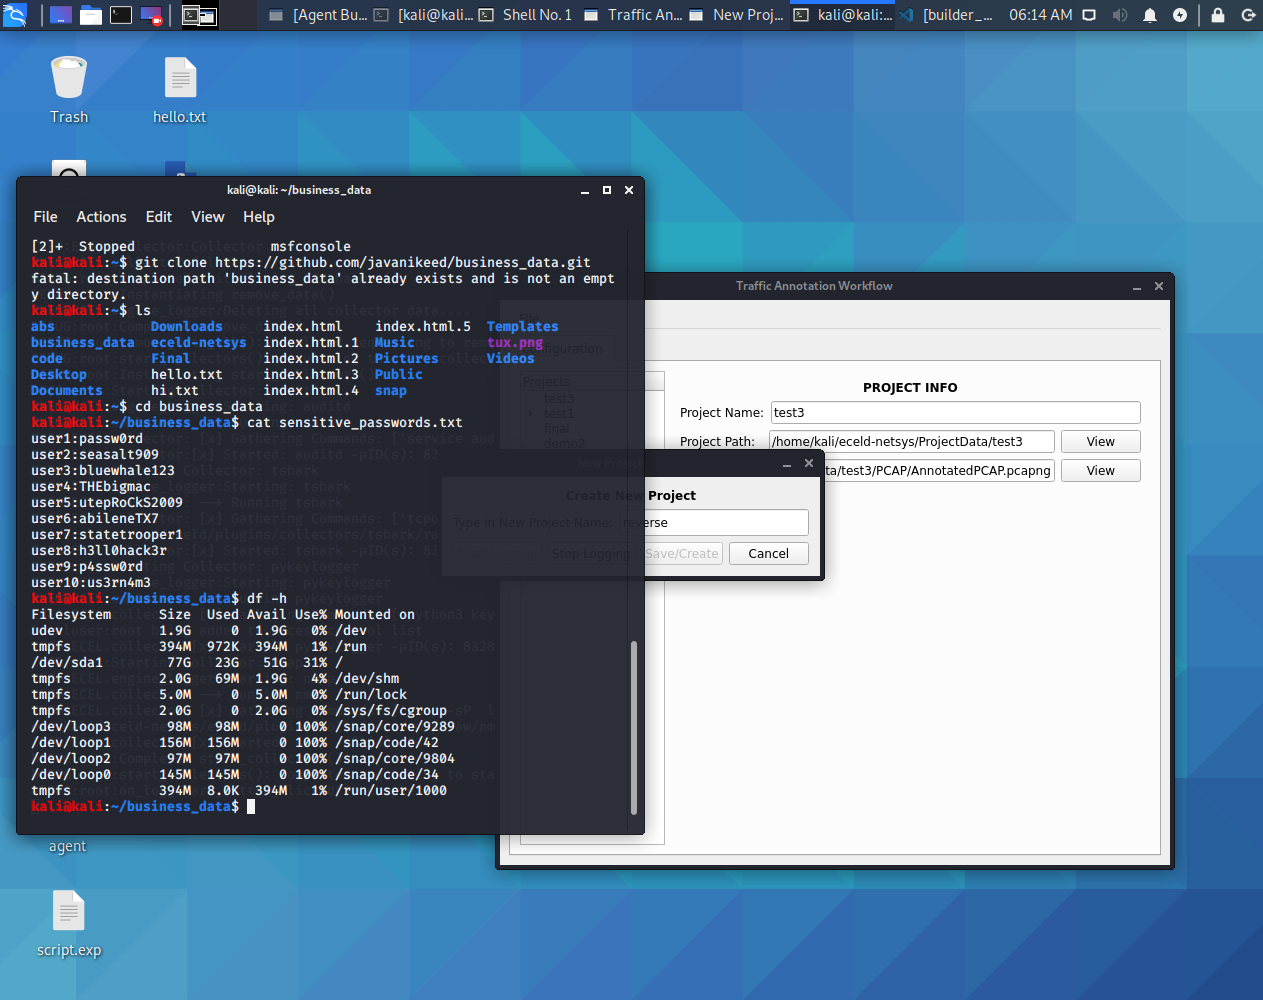 [Agent Bu... [kali@kali... Shell No. 1 Traffic An... New Proj... kali@kali:... [builder_... 06:14 AM
Trash
hello.txt
kali@kali: ~/business_data
File Actions Edit View Help
[2]+  Stopped                 msfconsole
kali@kali:~$ git clone https://github.com/javanikeed/business_data.git
fatal: destination path 'business_data' already exists and is not an empt
y directory.
kali@kali:~$ ls
abs            Downloads     index.html    index.html.5  Templates
business_data  eceld-netsys  index.html.1  Music         tux.png
code           Final         index.html.2  Pictures      Videos
Desktop        hello.txt     index.html.3  Public
Documents      hi.txt        index.html.4  snap
kali@kali:~$ cd business_data
kali@kali:~/business_data$ cat sensitive_passwords.txt
user1:passw0rd
user2:seasalt909
user3:bluewhale123
user4:THEbigmac
user5:utepRoCkS2009
user6:abileneTX7
user7:statetrooper1
user8:h3ll0hack3r
user9:p4ssw0rd
user10:us3rn4m3
kali@kali:~/business_data$ df -h
Filesystem      Size  Used Avail Use% Mounted on
udev            1.9G     0  1.9G   0% /dev
tmpfs           394M  972K  394M   1% /run
/dev/sda1        77G   23G   51G  31% /
tmpfs           2.0G   69M  1.9G   4% /dev/shm
tmpfs           5.0M     0  5.0M   0% /run/lock
tmpfs           2.0G     0  2.0G   0% /sys/fs/cgroup
/dev/loop3       98M   98M     0 100% /snap/core/9289
/dev/loop1      156M  156M     0 100% /snap/code/42
/dev/loop2       97M   97M     0 100% /snap/core/9804
/dev/loop0      145M  145M     0 100% /snap/code/34
tmpfs           394M  8.0K  394M   1% /run/user/1000
kali@kali:~/business_data$
Traffic Annotation Workflow
Projects
test3
test1
final
demo2
PROJECT INFO
Project Name: test3
Project Path: /home/kali/eceld-netsys/ProjectData/test3 View
ta/test3/PCAP/AnnotatedPCAP.pcapng View
Create New Project
Type in New Project Name: reverse
Stop Logging Save/Create Cancel
agent
script.exp